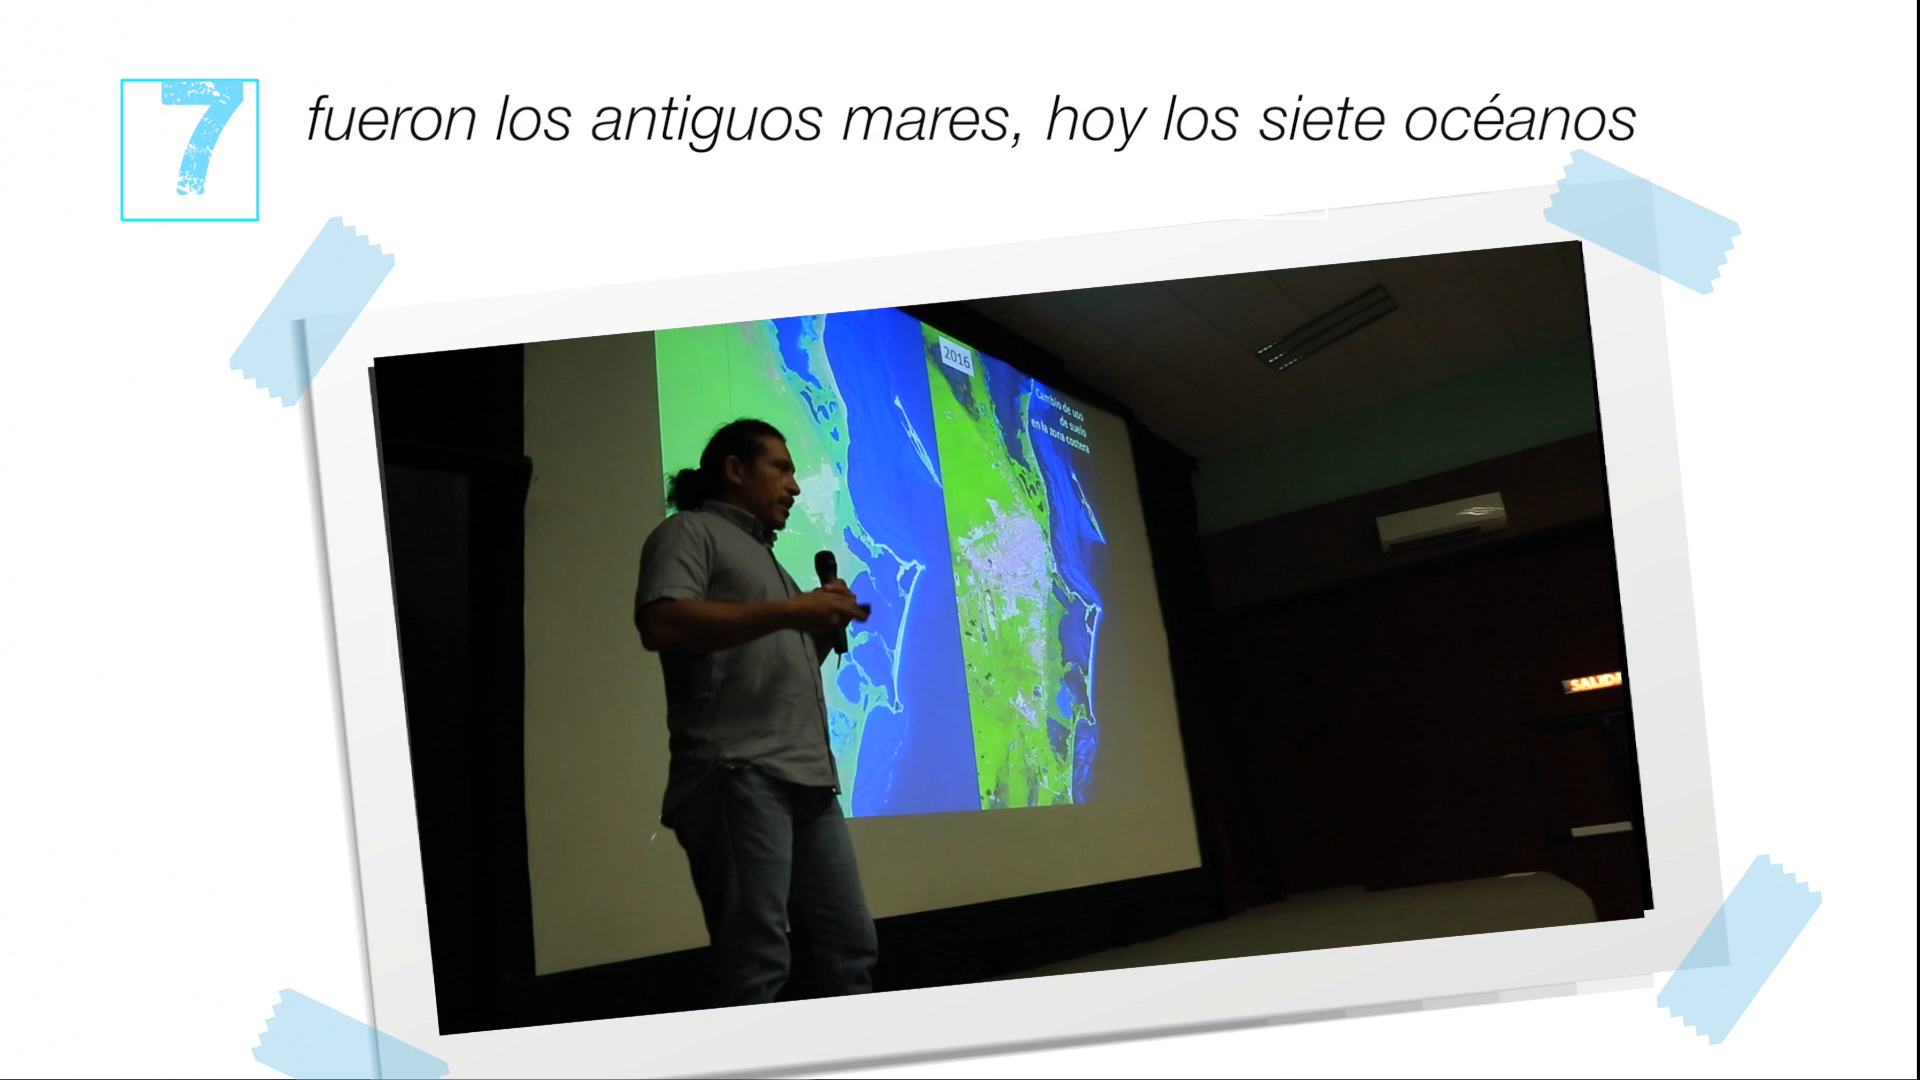 7
fueron los antiguos mares, hoy los siete océanos
2016
Cambio de uso
de suelo
en la zona costera
SALIDA